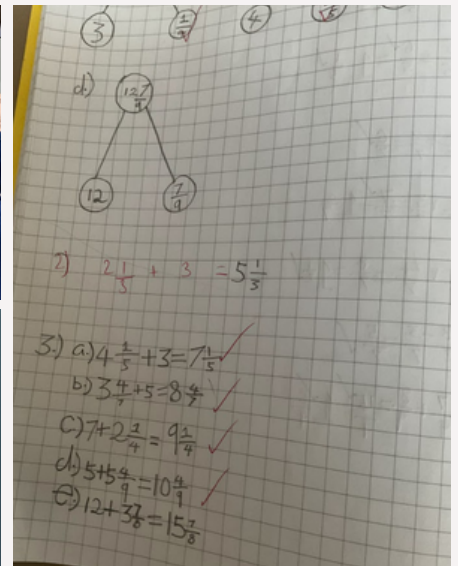 3 4
d.) 12 7/9
12 7/9
2) 2 1/3 + 3 = 5 1/3
3.) a.) 4 1/5 + 3 = 7 1/5
b.) 3 4/7 + 5 = 8 4/7
c.) 7 + 2 1/4 = 9 1/4
d.) 5 + 5 4/9 = 10 4/9
e.) 12 + 3 7/8 = 15 7/8